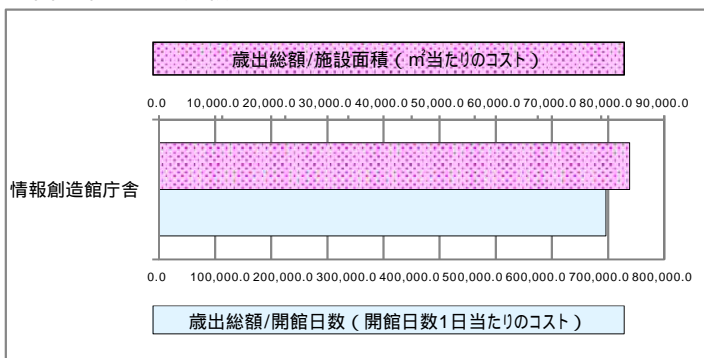 歳出総額/施設面積(㎡当たりのコスト)
0.0 10,000.0 20,000.0 30,000.0 40,000.0 50,000.0 60,000.0 70,000.0 80,000.0 90,000.0
情報創造館庁舎
0.0 100,000.0 200,000.0 300,000.0 400,000.0 500,000.0 600,000.0 700,000.0 800,000.0
歳出総額/開館日数(開館日数1日当たりのコスト)